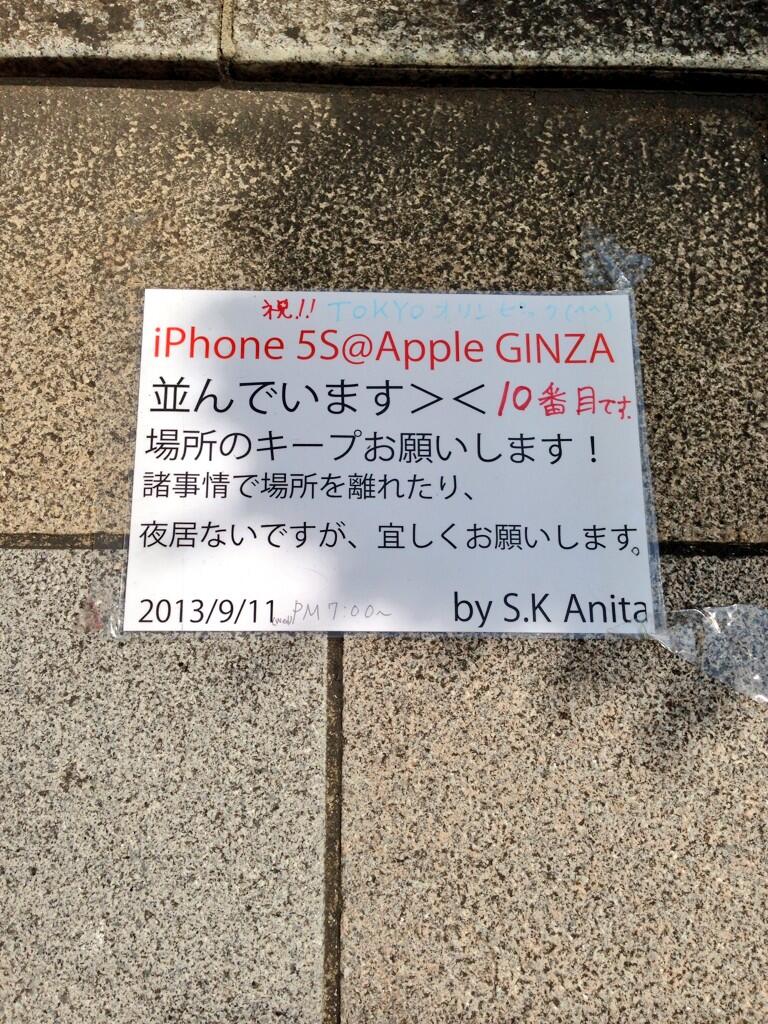 祝!! TOKYOオリンピック(^^)
iPhone 5S@Apple GINZA
並んでいます＞＜ 10番目です。
場所のキープお願いします！
諸事情で場所を離れたり、
夜居ないですが、宜しくお願いします。
2013/9/11 PM 7:00~ by S.K Anita